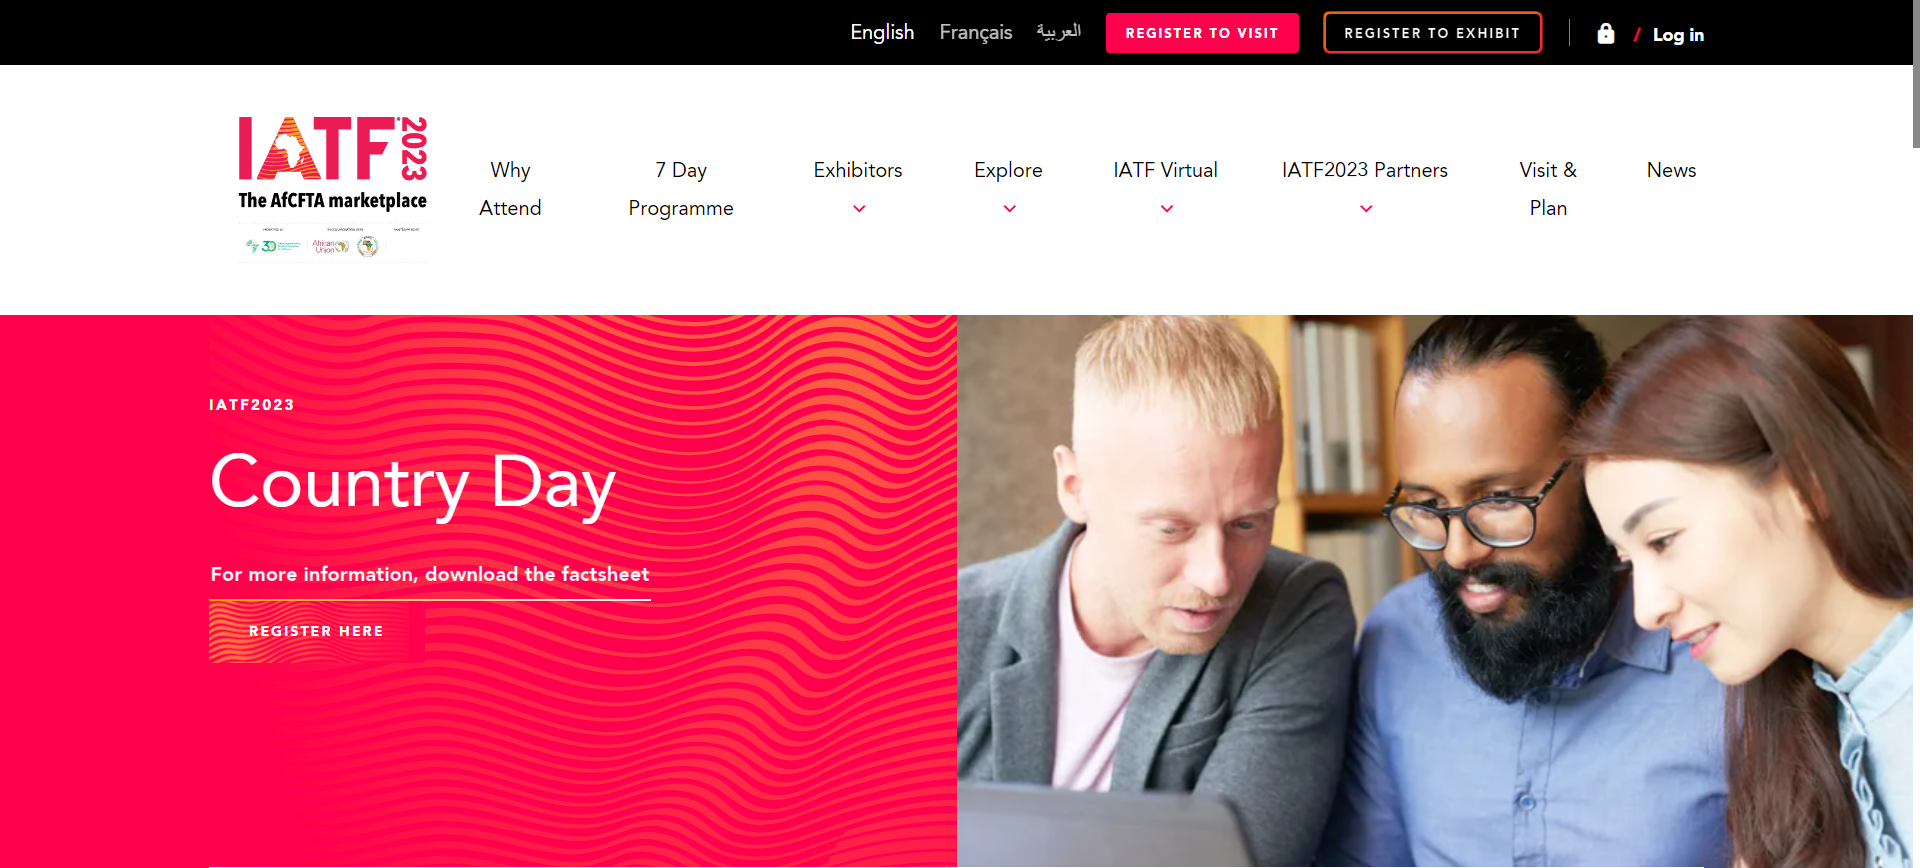 English Français العربية REGISTER TO VISIT REGISTER TO EXHIBIT / Log in
IATF 2023
The AfCFTA marketplace
African
Union
Why
Attend
7 Day
Programme
Exhibitors
Explore
IATF Virtual
IATF2023 Partners
Visit &
Plan
News
IATF2023
Country Day
For more information, download the factsheet
REGISTER HERE